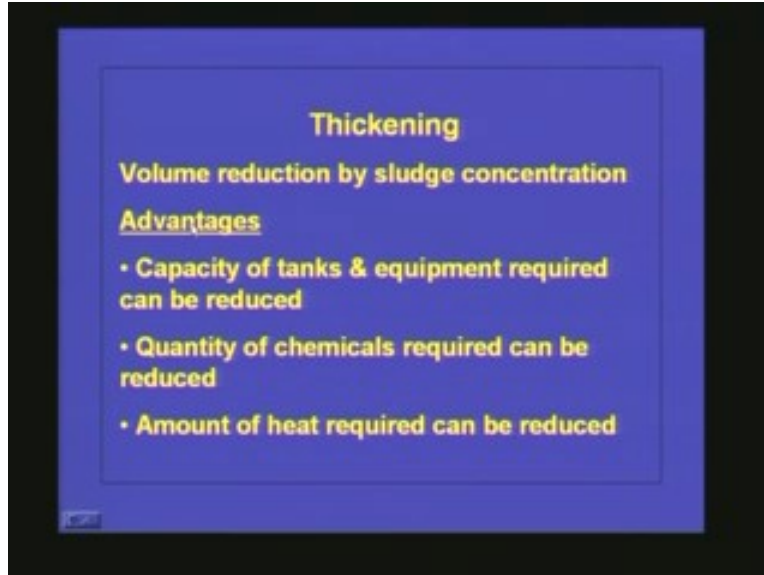 Thickening
Volume reduction by sludge concentration
Advantages
• Capacity of tanks & equipment required
can be reduced
• Quantity of chemicals required can be
reduced
• Amount of heat required can be reduced